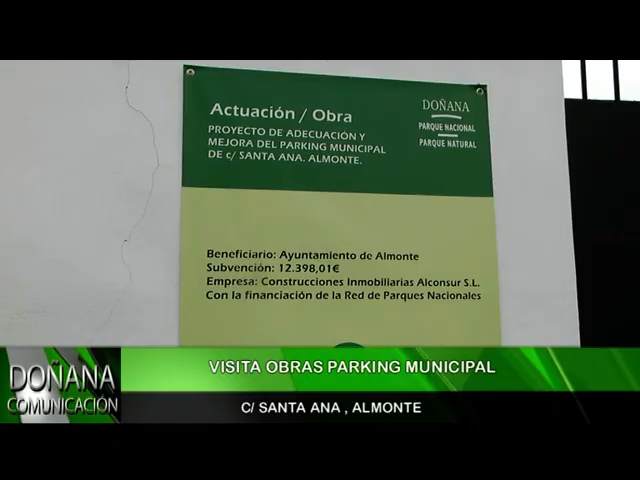 Actuación / Obra
PROYECTO DE ADECUACIÓN Y
MEJORA DEL PARKING MUNICIPAL
DE c/ SANTA ANA. ALMONTE.
DOÑANA
PARQUE NACIONAL
PARQUE NATURAL
Beneficiario: Ayuntamiento de Almonte
Subvención: 12.398,01€
Empresa: Construcciones Inmobiliarias Alconsur S.L.
Con la financiación de la Red de Parques Nacionales
VISITA OBRAS PARKING MUNICIPAL
C/ SANTA ANA , ALMONTE
DOÑANA
COMUNICACIÓN